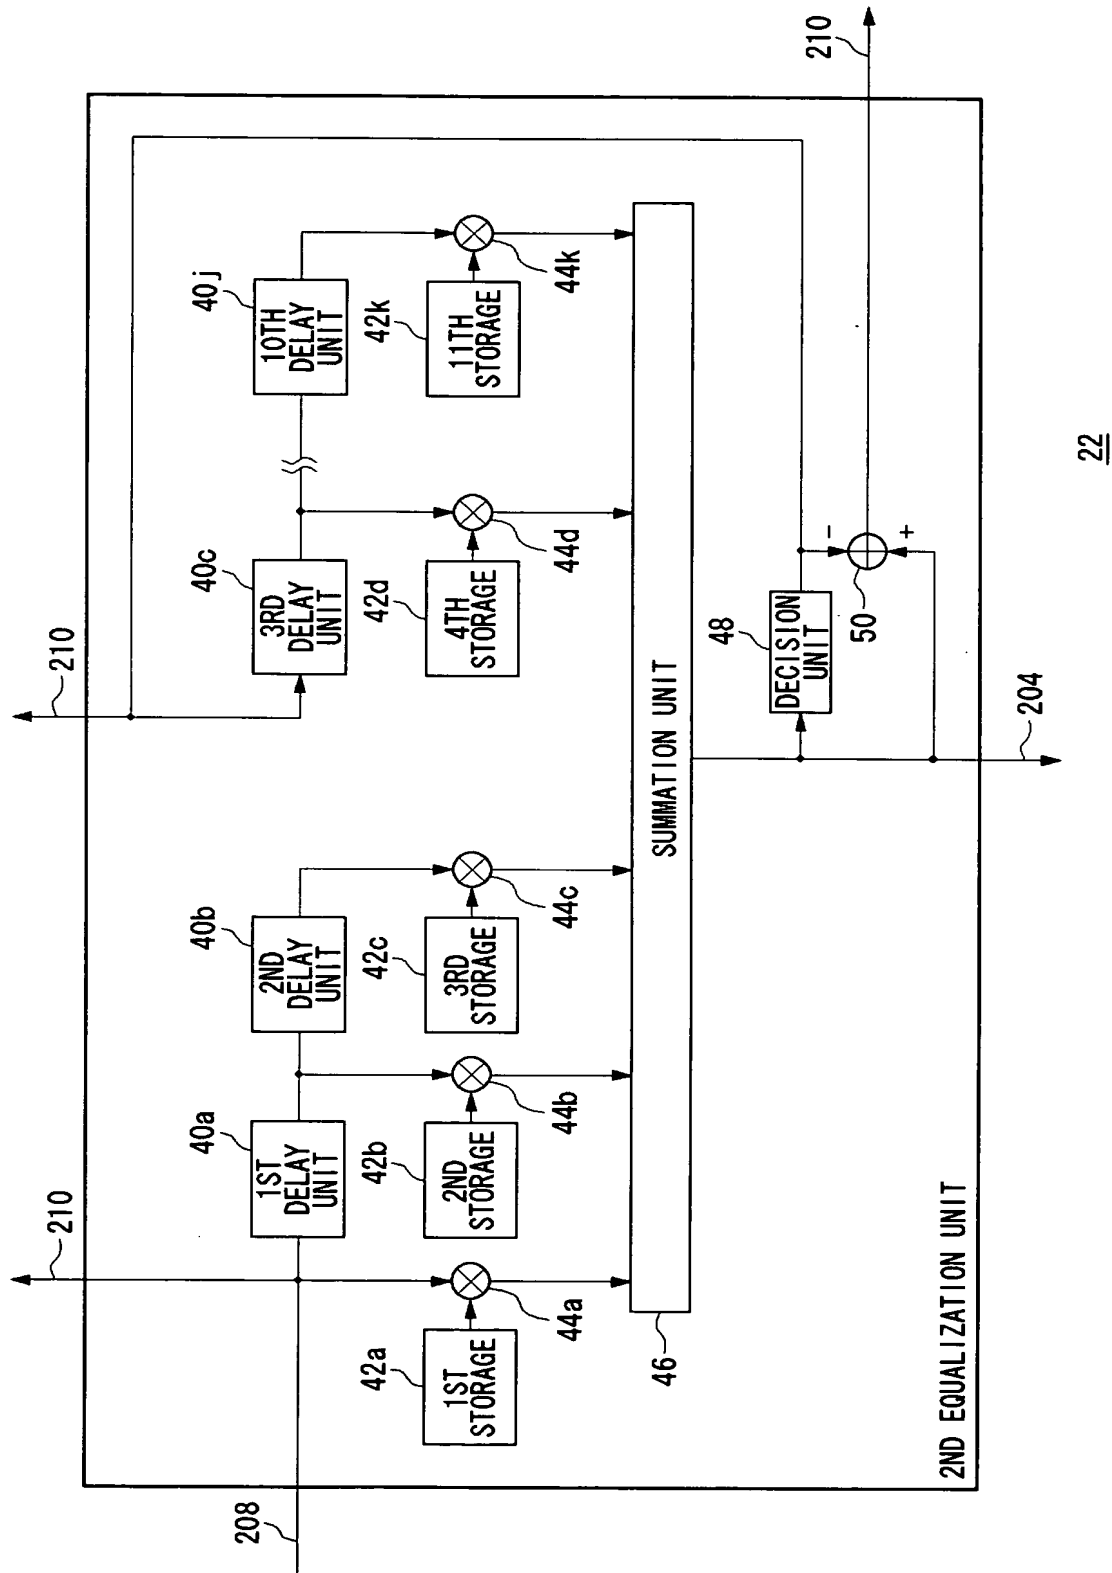 210
210
210
40a
1ST
DELAY
UNIT
40b
2ND
DELAY
UNIT
40c
3RD
DELAY
UNIT
40j
10TH
DELAY
UNIT
208
42a
1ST
STORAGE
44a
42b
2ND
STORAGE
44b
42c
3RD
STORAGE
44c
42d
4TH
STORAGE
44d
42k
11TH
STORAGE
44k
46
SUMMATION UNIT
48
DECISION
UNIT
-
+
50
204
2ND EQUALIZATION UNIT
22